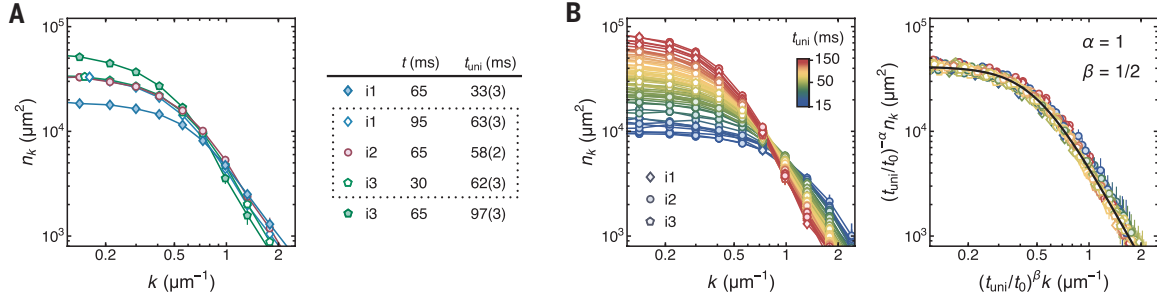 A
10⁵
10⁴
10³
nₖ (µm²)
0.2
0.5
1
2
k (µm⁻¹)
t (ms) t_uni (ms)
i1 65 33(3)
i1 95 63(3)
i2 65 58(2)
i3 30 62(3)
i3 65 97(3)
B
10⁵
10⁴
10³
nₖ (µm²)
t_uni (ms)
150
50
15
i1
i2
i3
0.2
0.5
1
2
k (µm⁻¹)
α = 1
β = 1/2
10⁵
10⁴
10³
(t_uni/t₀)^−α nₖ (µm²)
0.2
0.5
1
2
(t_uni/t₀)^β k (µm⁻¹)